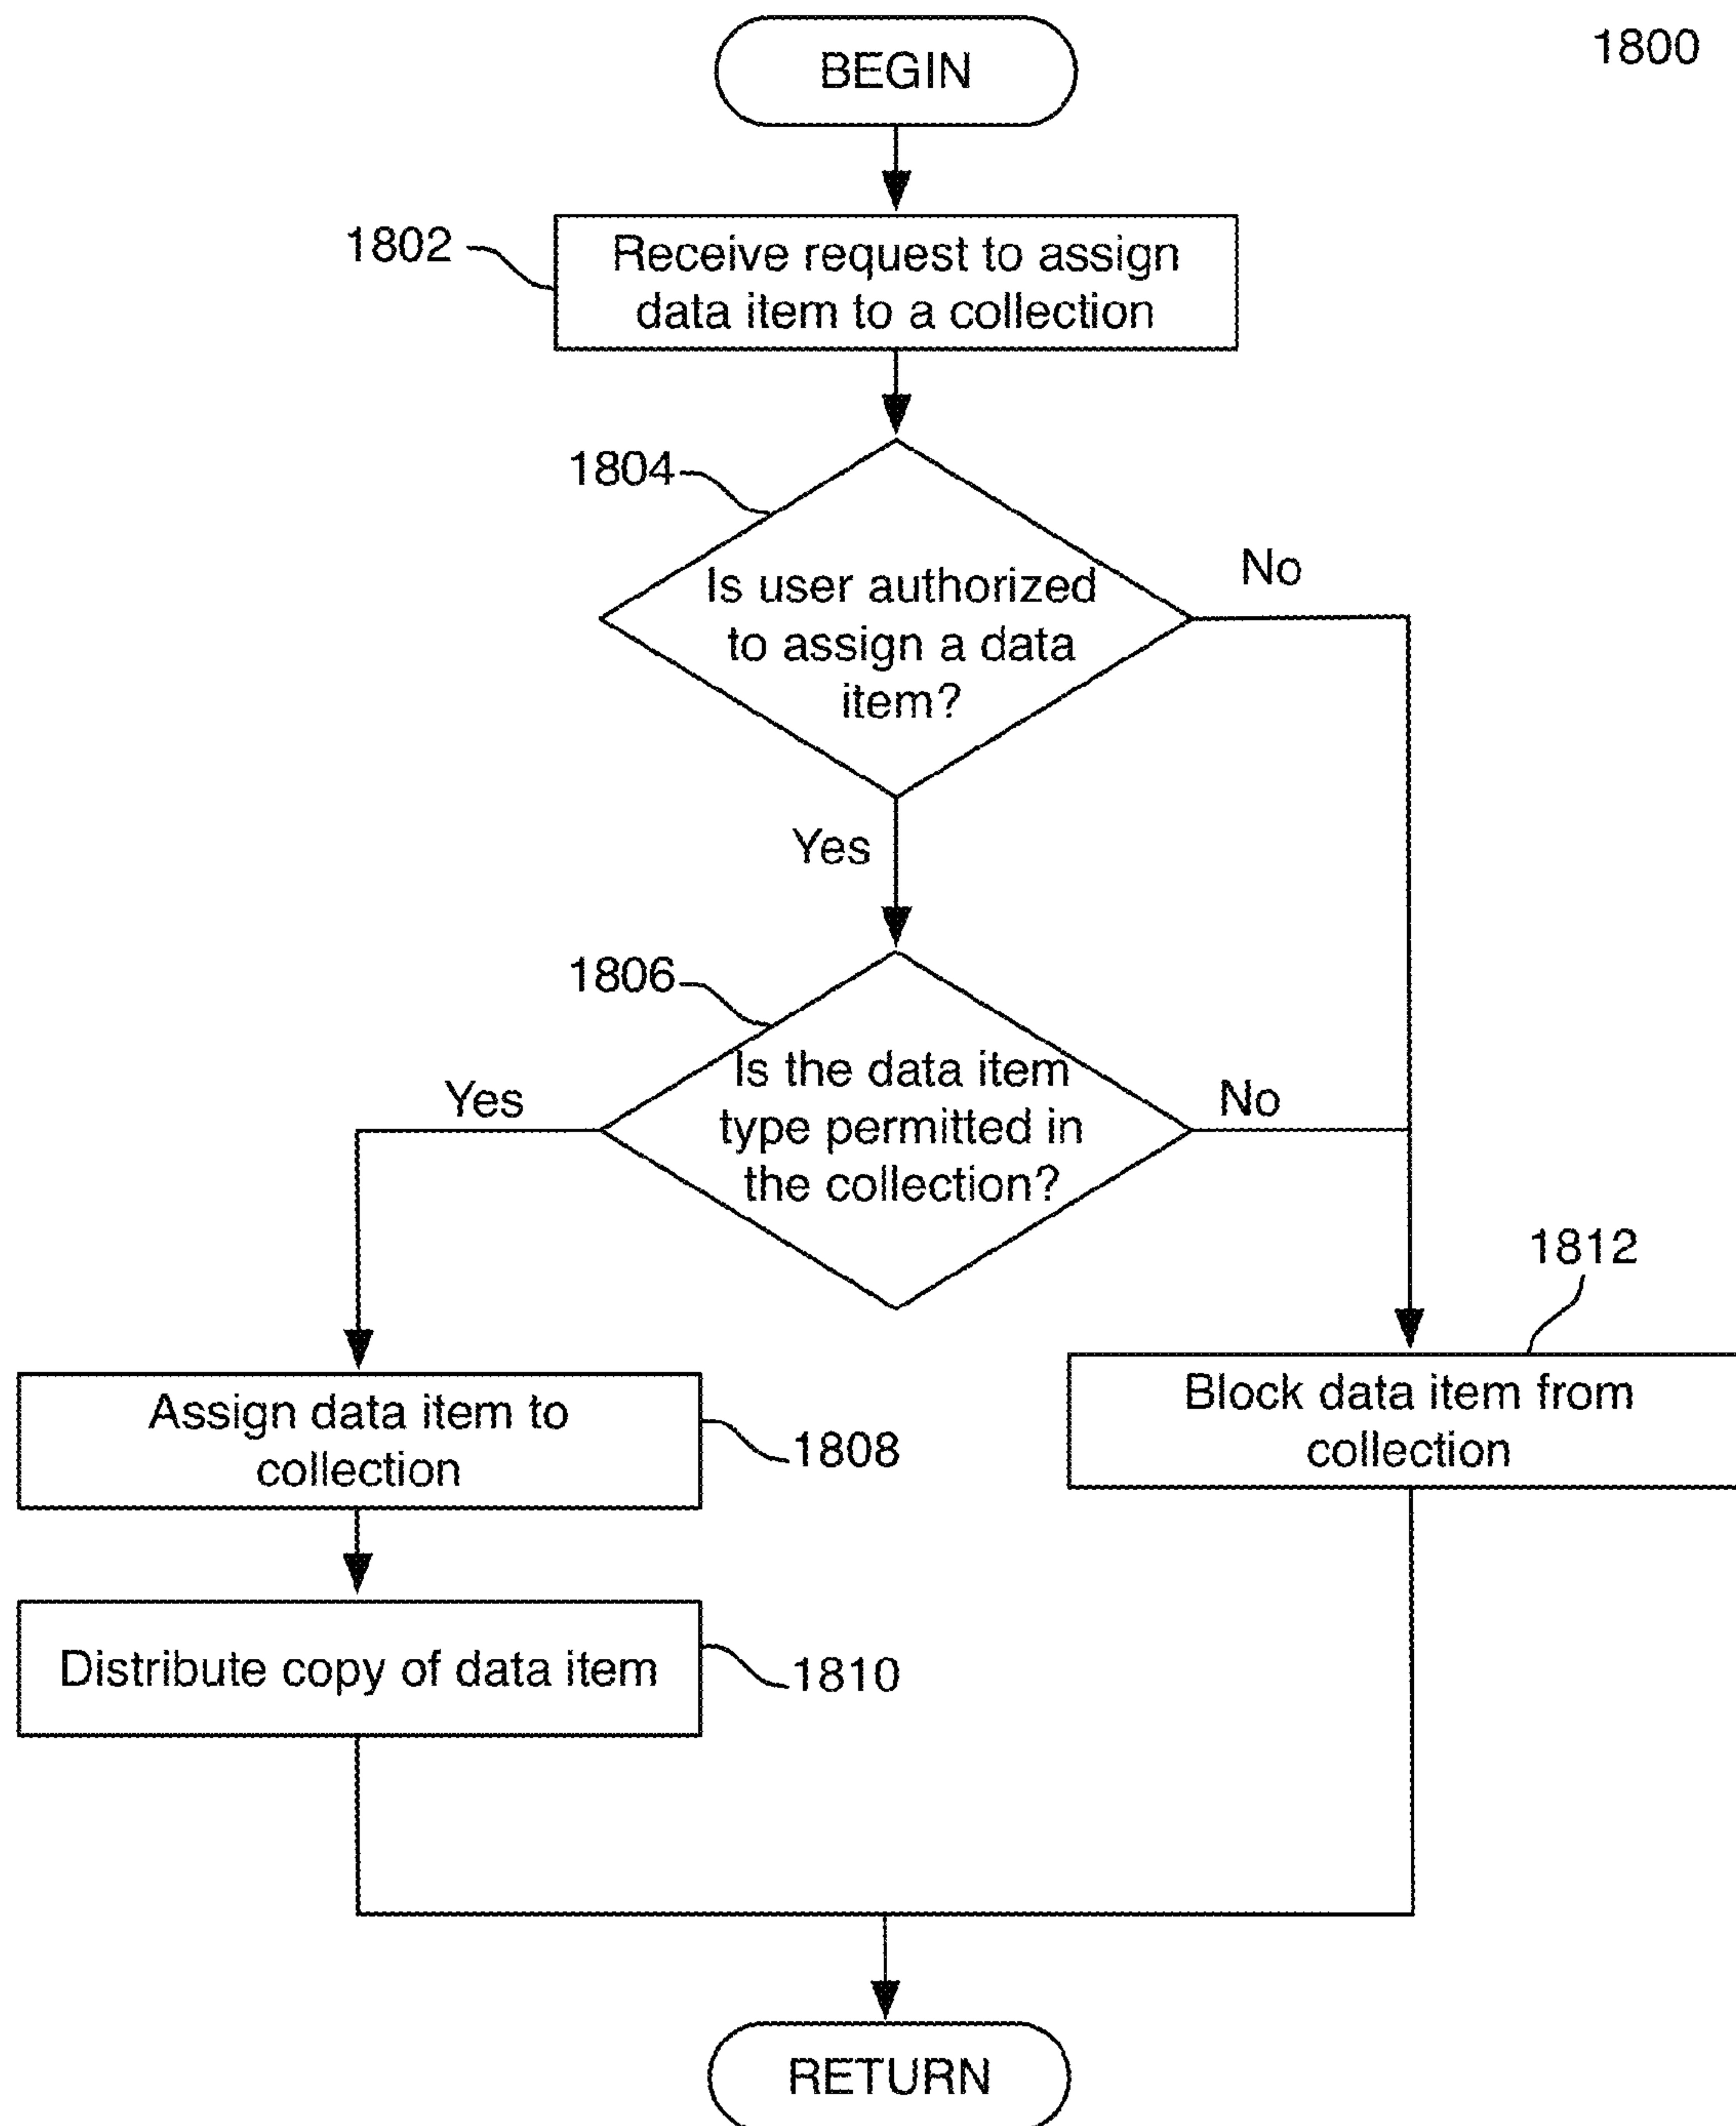 1800
BEGIN
1802
Receive request to assign
data item to a collection
1804
Is user authorized
to assign a data
item?
No
Yes
1806
Is the data item
type permitted in
the collection?
Yes
No
1812
Assign data item to
collection
1808
Block data item from
collection
Distribute copy of data item
1810
RETURN